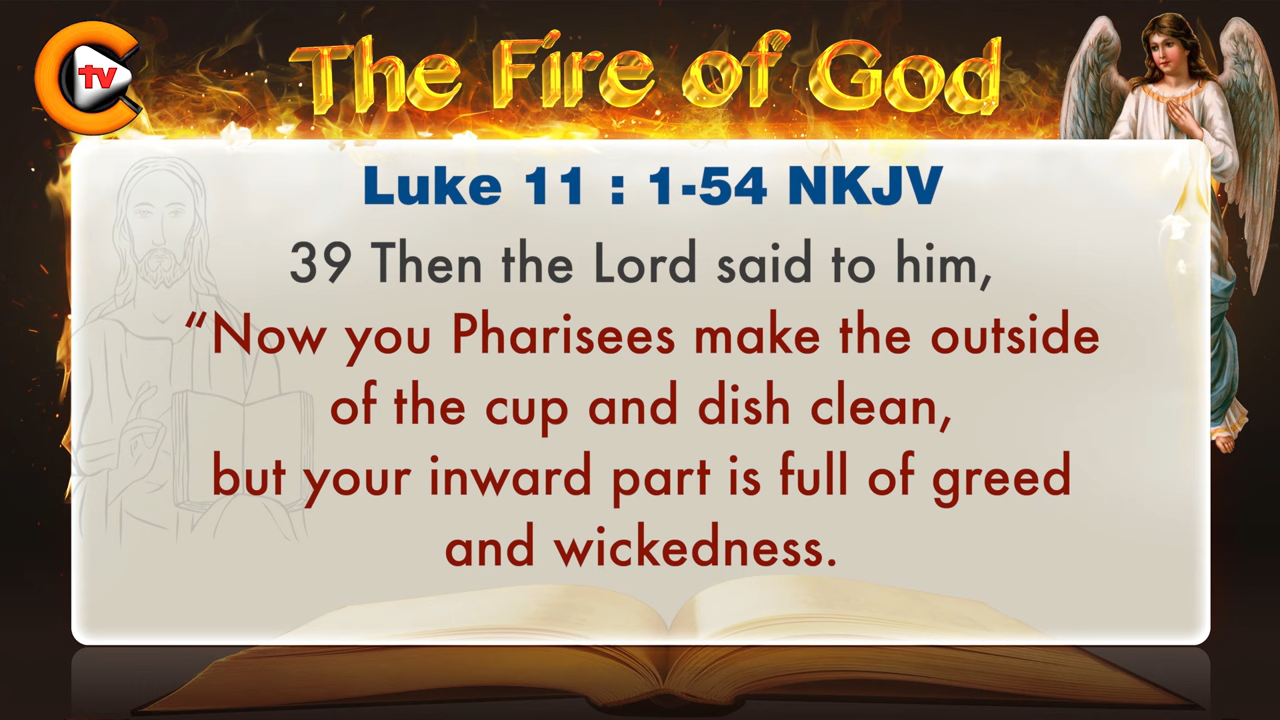 tv
The Fire of God
Luke 11 : 1-54 NKJV
39 Then the Lord said to him,
“Now you Pharisees make the outside
of the cup and dish clean,
but your inward part is full of greed
and wickedness.